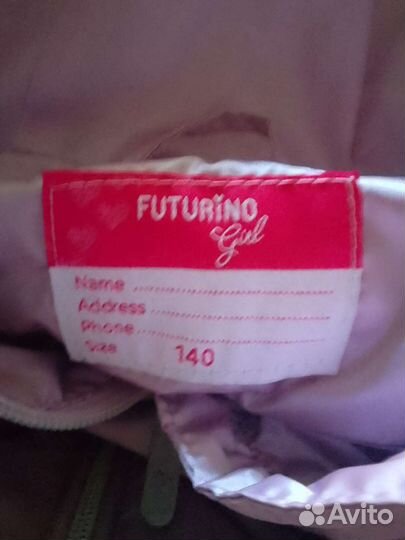 FUTURiNO
Girl
Name
Address
Phone
Size 140
Avito